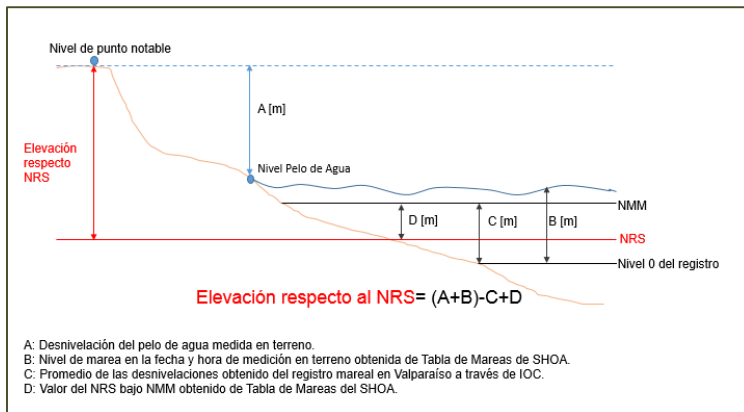 Nivel de punto notable
A [m]
Elevación
respecto
NRS
Nivel Pelo de Agua
NMM
D [m]
C [m]
B [m]
NRS
Nivel 0 del registro
Elevación respecto al NRS= (A+B)-C+D
A: Desnivelación del pelo de agua medida en terreno.
B: Nivel de marea en la fecha y hora de medición en terreno obtenida de Tabla de Mareas de SHOA.
C: Promedio de las desnivelaciones obtenido del registro mareal en Valparaíso a través de IOC.
D: Valor del NRS bajo NMM obtenido de Tabla de Mareas del SHOA.